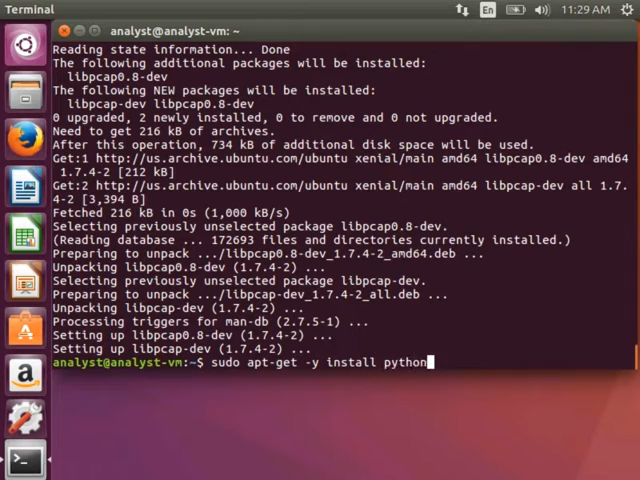 Terminal
En
11:29 AM
analyst@analyst-vm: ~
Reading state information... Done
The following additional packages will be installed:
  libpcap0.8-dev
The following NEW packages will be installed:
  libpcap-dev libpcap0.8-dev
0 upgraded, 2 newly installed, 0 to remove and 0 not upgraded.
Need to get 216 kB of archives.
After this operation, 734 kB of additional disk space will be used.
Get:1 http://us.archive.ubuntu.com/ubuntu xenial/main amd64 libpcap0.8-dev amd64
 1.7.4-2 [212 kB]
Get:2 http://us.archive.ubuntu.com/ubuntu xenial/main amd64 libpcap-dev all 1.7.
4-2 [3,394 B]
Fetched 216 kB in 0s (1,000 kB/s)
Selecting previously unselected package libpcap0.8-dev.
(Reading database ... 172693 files and directories currently installed.)
Preparing to unpack .../libpcap0.8-dev_1.7.4-2_amd64.deb ...
Unpacking libpcap0.8-dev (1.7.4-2) ...
Selecting previously unselected package libpcap-dev.
Preparing to unpack .../libpcap-dev_1.7.4-2_all.deb ...
Unpacking libpcap-dev (1.7.4-2) ...
Processing triggers for man-db (2.7.5-1) ...
Setting up libpcap0.8-dev (1.7.4-2) ...
Setting up libpcap-dev (1.7.4-2) ...
analyst@analyst-vm:~$ sudo apt-get -y install python